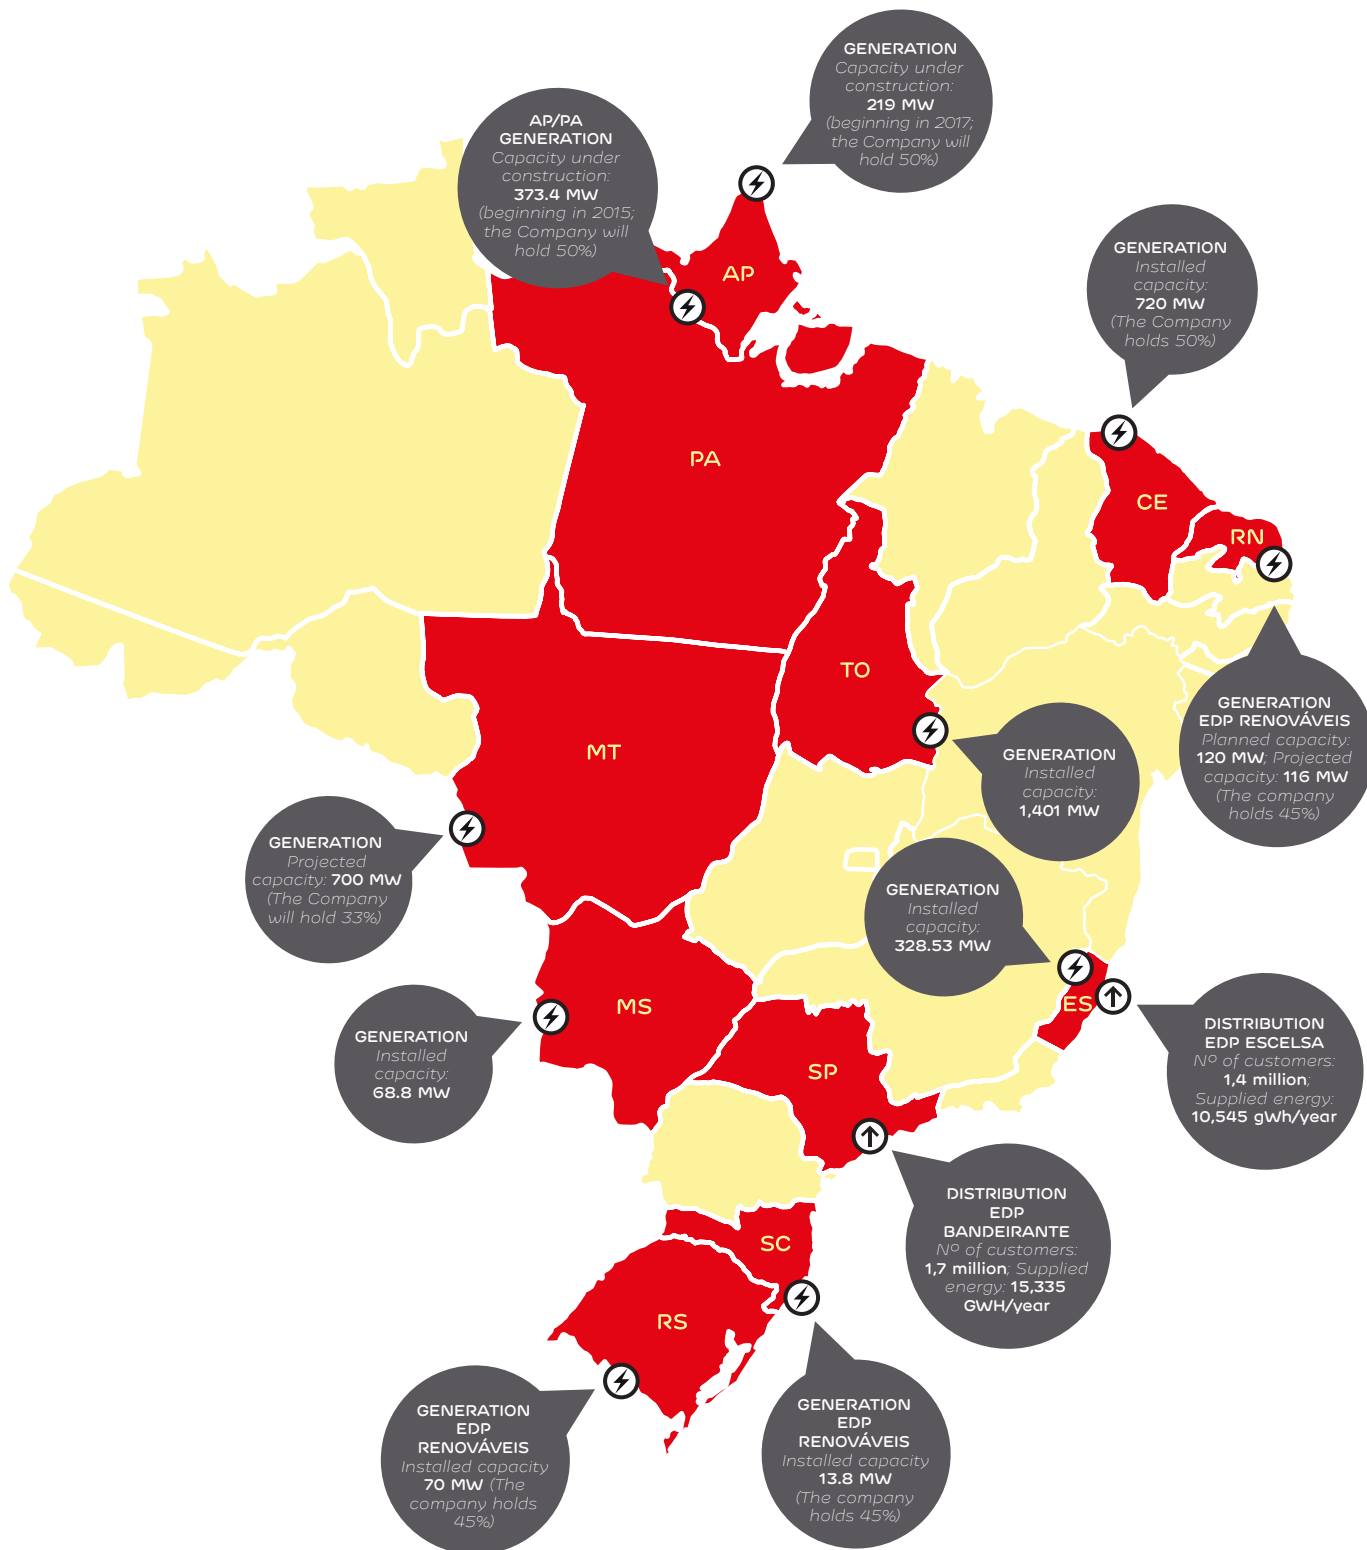 GENERATION
Capacity under
construction:
219 MW
(beginning in 2017;
the Company will
hold 50%)
AP/PA
GENERATION
Capacity under
construction:
373.4 MW
(beginning in 2015;
the Company will
hold 50%)
GENERATION
Installed
capacity:
720 MW
(The Company
holds 50%)
AP
PA
CE
RN
TO
MT
GENERATION
EDP RENOVÁVEIS
Planned capacity:
120 MW; Projected
capacity: 116 MW
(The company
holds 45%)
GENERATION
Installed
capacity:
1,401 MW
GENERATION
Projected
capacity: 700 MW
(The Company
will hold 33%)
GENERATION
Installed
capacity:
328.53 MW
MS
ES
GENERATION
Installed
capacity:
68.8 MW
DISTRIBUTION
EDP ESCELSA
Nº of customers:
1,4 million;
Supplied energy:
10,545 gWh/year
SP
DISTRIBUTION
EDP
BANDEIRANTE
Nº of customers:
1,7 million; Supplied
energy: 15,335
GWH/year
SC
RS
GENERATION
EDP
RENOVÁVEIS
Installed capacity
70 MW (The
company holds
45%)
GENERATION
EDP
RENOVÁVEIS
Installed capacity
13.8 MW
(The company
holds 45%)